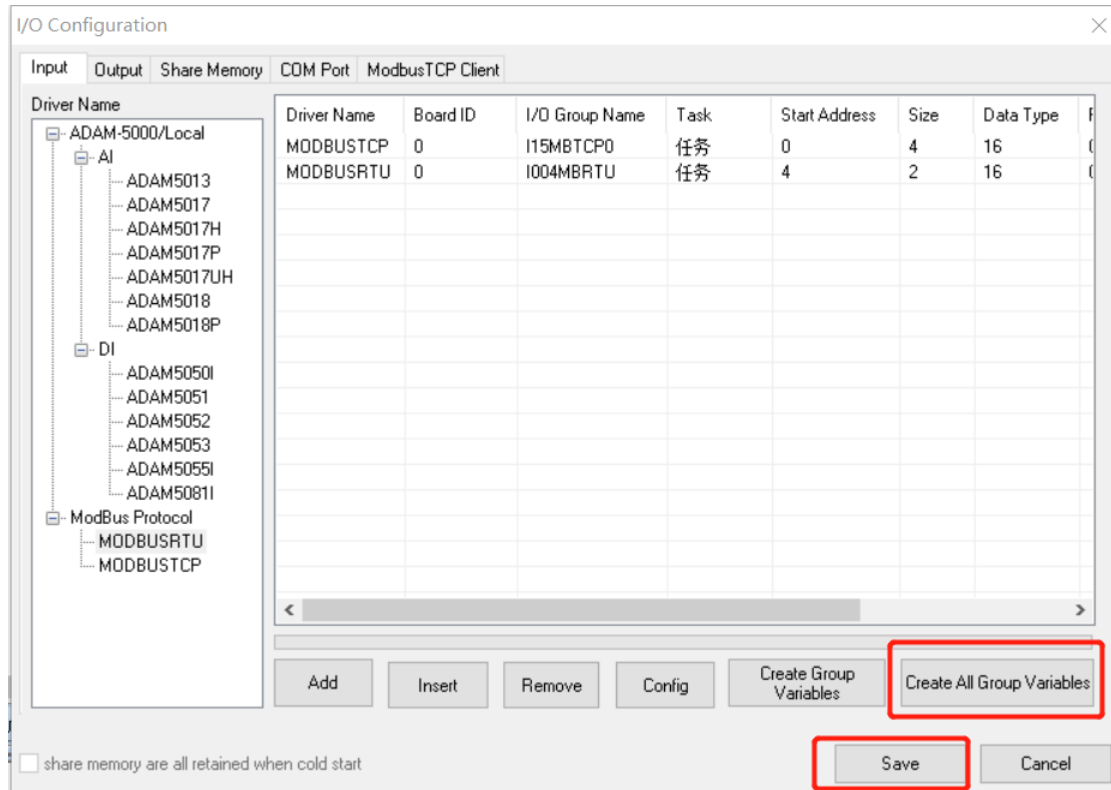 I/O Configuration
Input Output Share Memory COM Port ModbusTCP Client
Driver Name
ADAM-5000/Local
AI
ADAM5013
ADAM5017
ADAM5017H
ADAM5017P
ADAM5017UH
ADAM5018
ADAM5018P
DI
ADAM5050I
ADAM5051
ADAM5052
ADAM5053
ADAM5055I
ADAM5081I
ModBus Protocol
MODBUSRTU
MODBUSTCP
Driver Name Board ID I/O Group Name Task Start Address Size Data Type
MODBUSTCP 0 I15MBTCP0 任务 0 4 16
MODBUSRTU 0 I004MBRTU 任务 4 2 16
Add Insert Remove Config Create Group Variables Create All Group Variables
share memory are all retained when cold start
Save Cancel